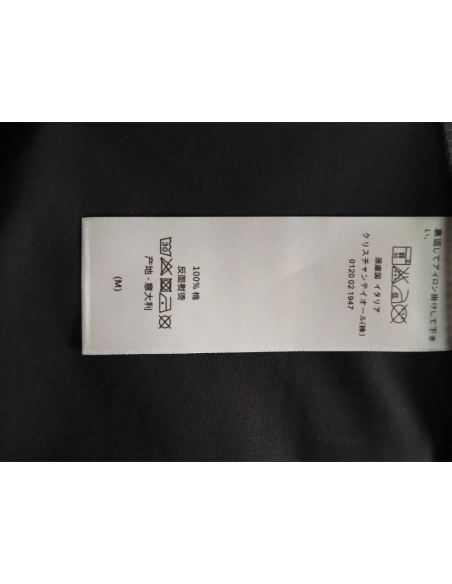 裏返してアイロン掛けして下さ
い。
原産国 イタリア
クリスチャンデイオール(株)
0120 02 1947
100% 棉
反面熨烫
30
产地 - 意大利
(M)